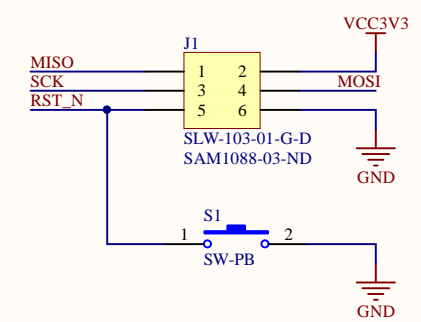 VCC3V3
J1
MISO 1 2
SCK 3 4 MOSI
RST_N 5 6
SLW-103-01-G-D
SAM1088-03-ND
GND
S1
1 2
SW-PB
GND